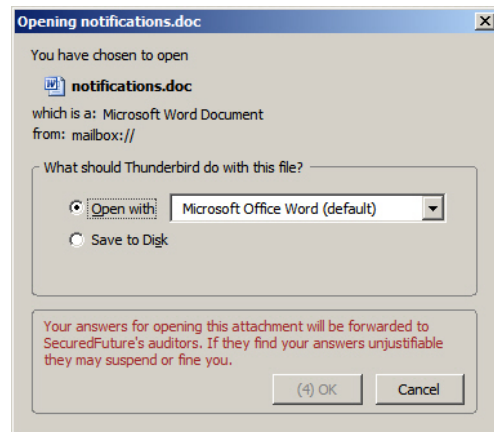 Opening notifications.doc
You have chosen to open
notifications.doc
which is a: Microsoft Word Document
from: mailbox://
What should Thunderbird do with this file?
Open with Microsoft Office Word (default)
Save to Disk
Your answers for opening this attachment will be forwarded to
SecuredFuture's auditors. If they find your answers unjustifiable
they may suspend or fine you.
(4) OK Cancel